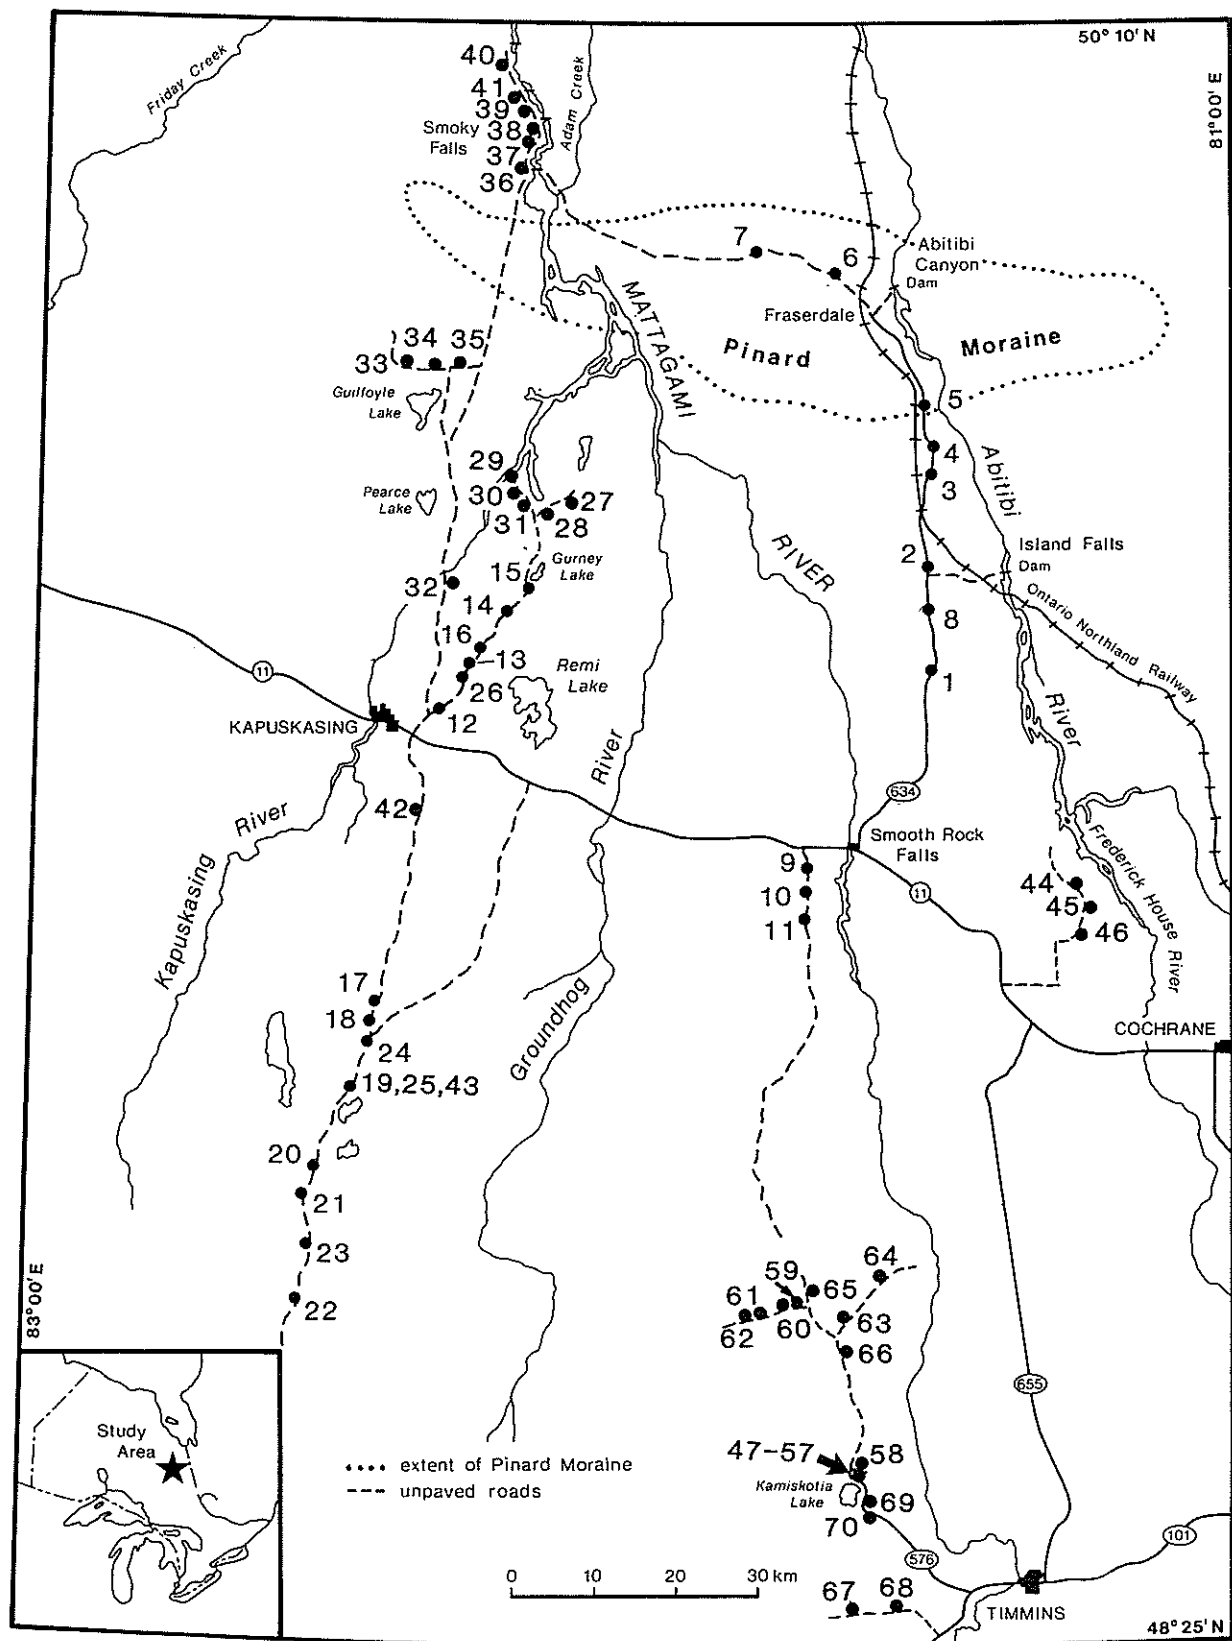 50° 10' N
81° 00' E
Friday Creek
Adam Creek
40
41
39
Smoky
Falls
38
37
36
7
6
Abitibi
Canyon
Dam
Fraserdale
MATTAGAMI
Pinard
Moraine
33
34
35
Guilfoyle
Lake
5
4
3
Abitibi
29
30
31
27
28
Pearce
Lake
RIVER
2
Island Falls
Dam
Gurney
Lake
15
32
14
8
Ontario Northland Railway
16
13
Remi
Lake
26
12
1
11
KAPUSKASING
River
River
634
42
River
Smooth Rock
Falls
Frederick House River
9
10
11
11
44
45
46
Kapuskasing
17
18
24
Groundhog
COCHRANE
19,25,43
20
21
23
22
83° 00' E
59
65
64
61
62
60
63
66
655
Study
Area
47-57
58
Kamiskotia
Lake
69
70
•••• extent of Pinard Moraine
--- unpaved roads
0 10 20 30 km
576
101
67
68
TIMMINS
48° 25' N